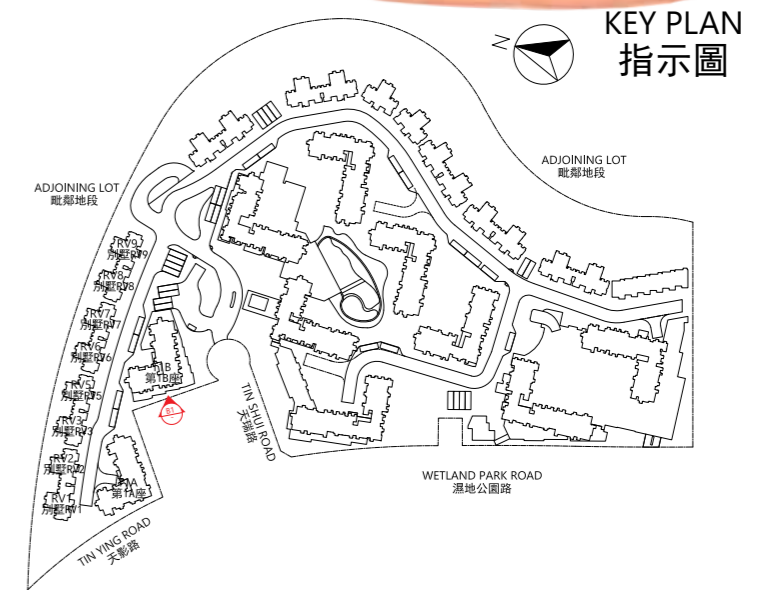 KEY PLAN
指示圖
N
ADJOINING LOT
毗鄰地段
ADJOINING LOT
毗鄰地段
RV9
別墅RV9
RV8
別墅RV8
RV7
別墅RV7
RV6
別墅RV6
RV5
別墅RV5
RV3
別墅RV3
RV2
別墅RV2
RV1
別墅RV1
第1B座
第1A座
B1
TIN SHUI ROAD
天瑞路
WETLAND PARK ROAD
濕地公園路
TIN YING ROAD
天影路